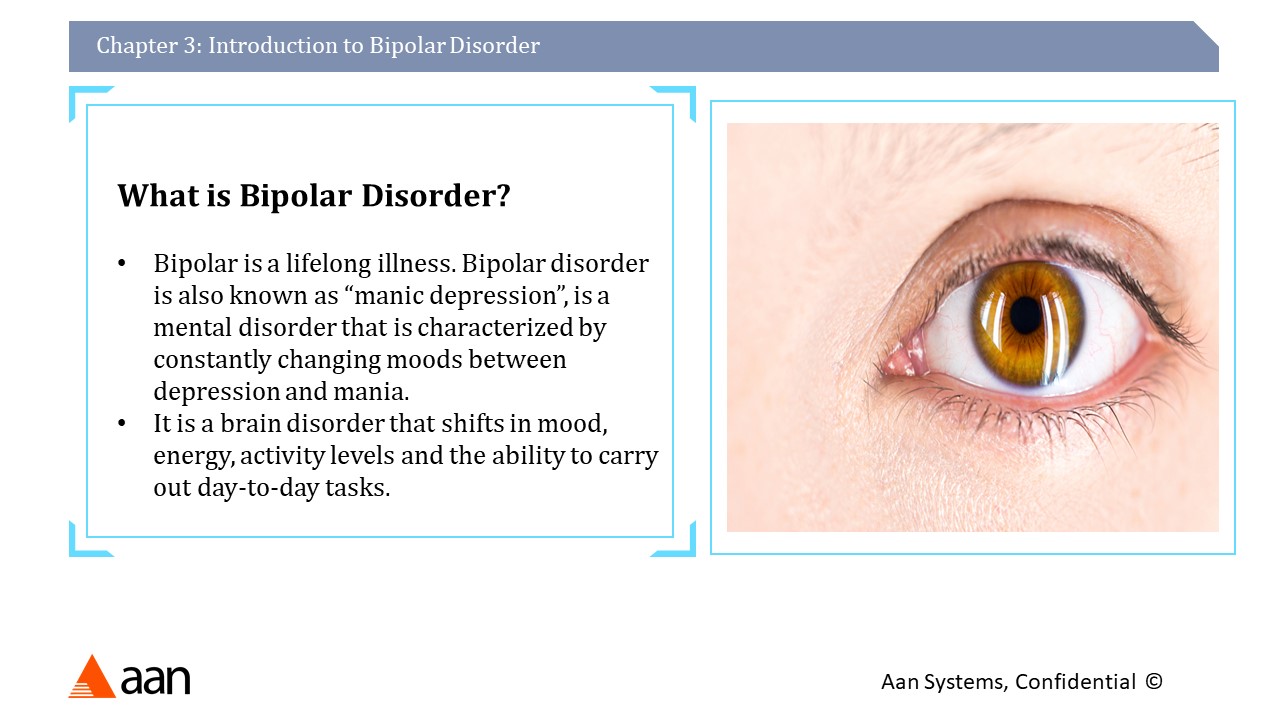 Chapter 3: Introduction to Bipolar Disorder
What is Bipolar Disorder?
• Bipolar is a lifelong illness. Bipolar disorder
is also known as “manic depression”, is a
mental disorder that is characterized by
constantly changing moods between
depression and mania.
• It is a brain disorder that shifts in mood,
energy, activity levels and the ability to carry
out day-to-day tasks.
aan
Aan Systems, Confidential ©